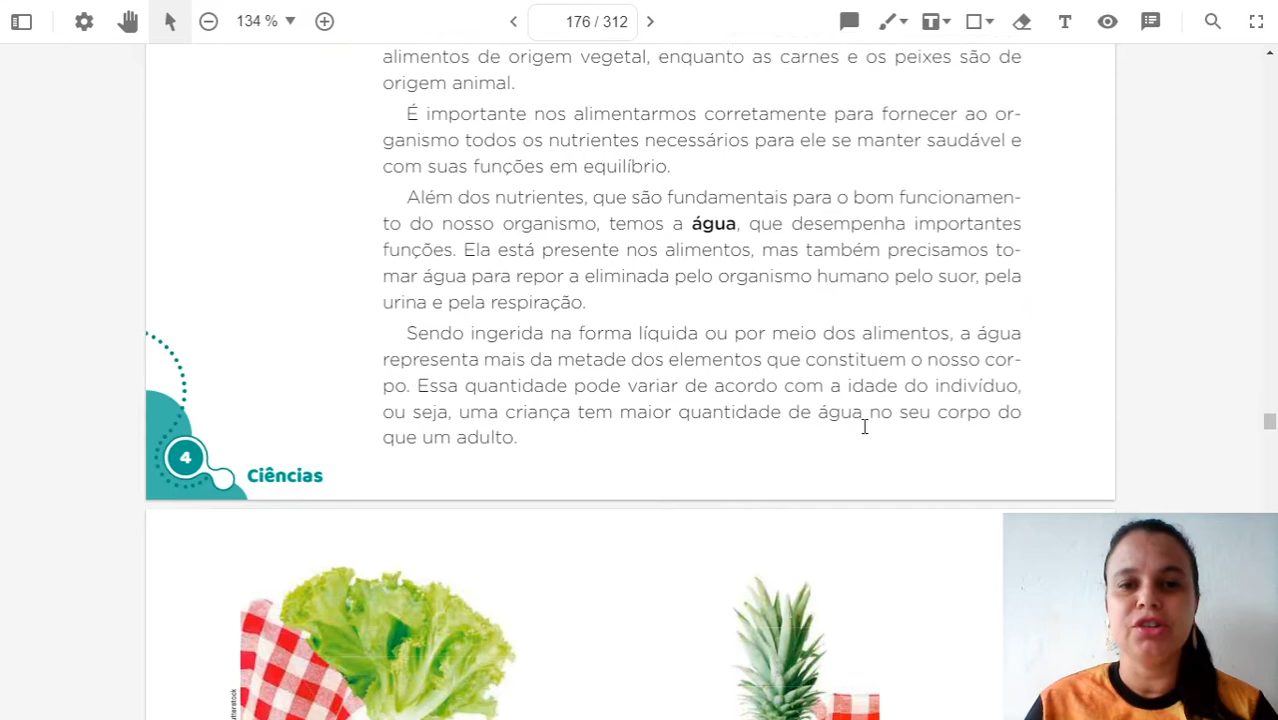 134 %
176 / 312
alimentos de origem vegetal, enquanto as carnes e os peixes são de
origem animal.
É importante nos alimentarmos corretamente para fornecer ao or-
ganismo todos os nutrientes necessários para ele se manter saudável e
com suas funções em equilíbrio.
Além dos nutrientes, que são fundamentais para o bom funcionamen-
to do nosso organismo, temos a água, que desempenha importantes
funções. Ela está presente nos alimentos, mas também precisamos to-
mar água para repor a eliminada pelo organismo humano pelo suor, pela
urina e pela respiração.
Sendo ingerida na forma líquida ou por meio dos alimentos, a água
representa mais da metade dos elementos que constituem o nosso cor-
po. Essa quantidade pode variar de acordo com a idade do indivíduo,
ou seja, uma criança tem maior quantidade de água no seu corpo do
que um adulto.
4
Ciências